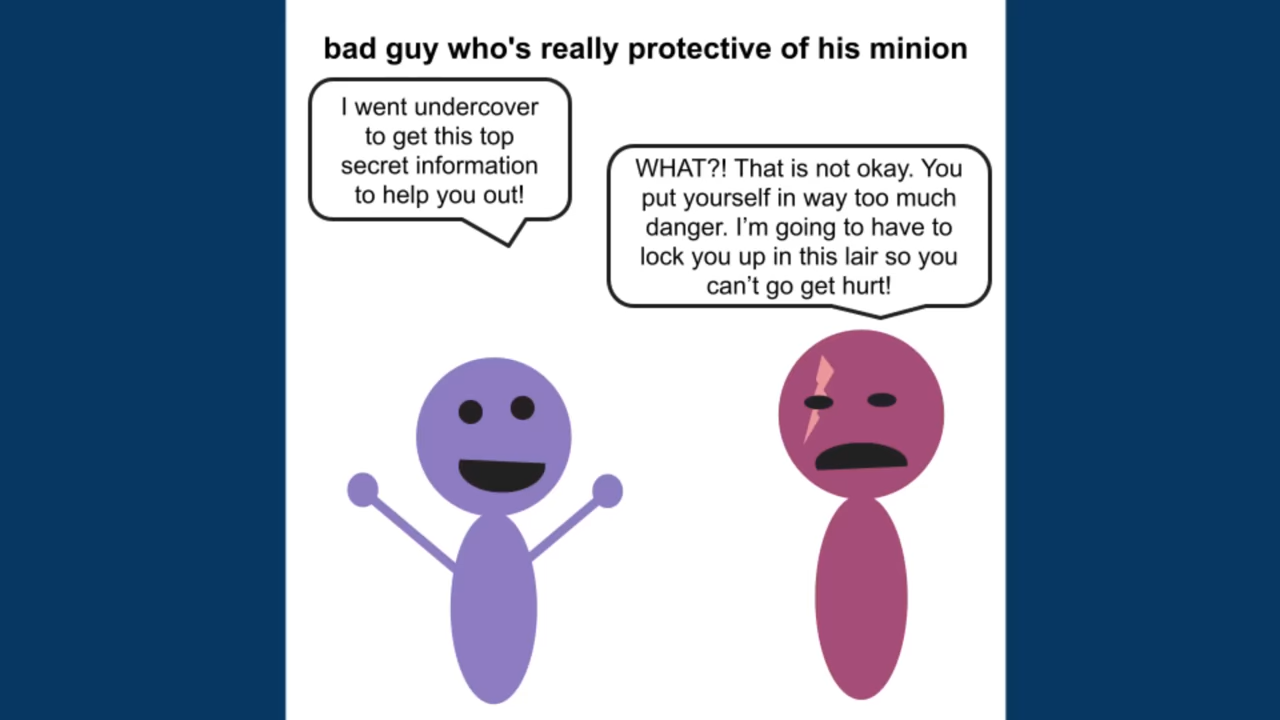 bad guy who's really protective of his minion
I went undercover
to get this top
secret information
to help you out!
WHAT?! That is not okay. You
put yourself in way too much
danger. I’m going to have to
lock you up in this lair so you
can’t go get hurt!